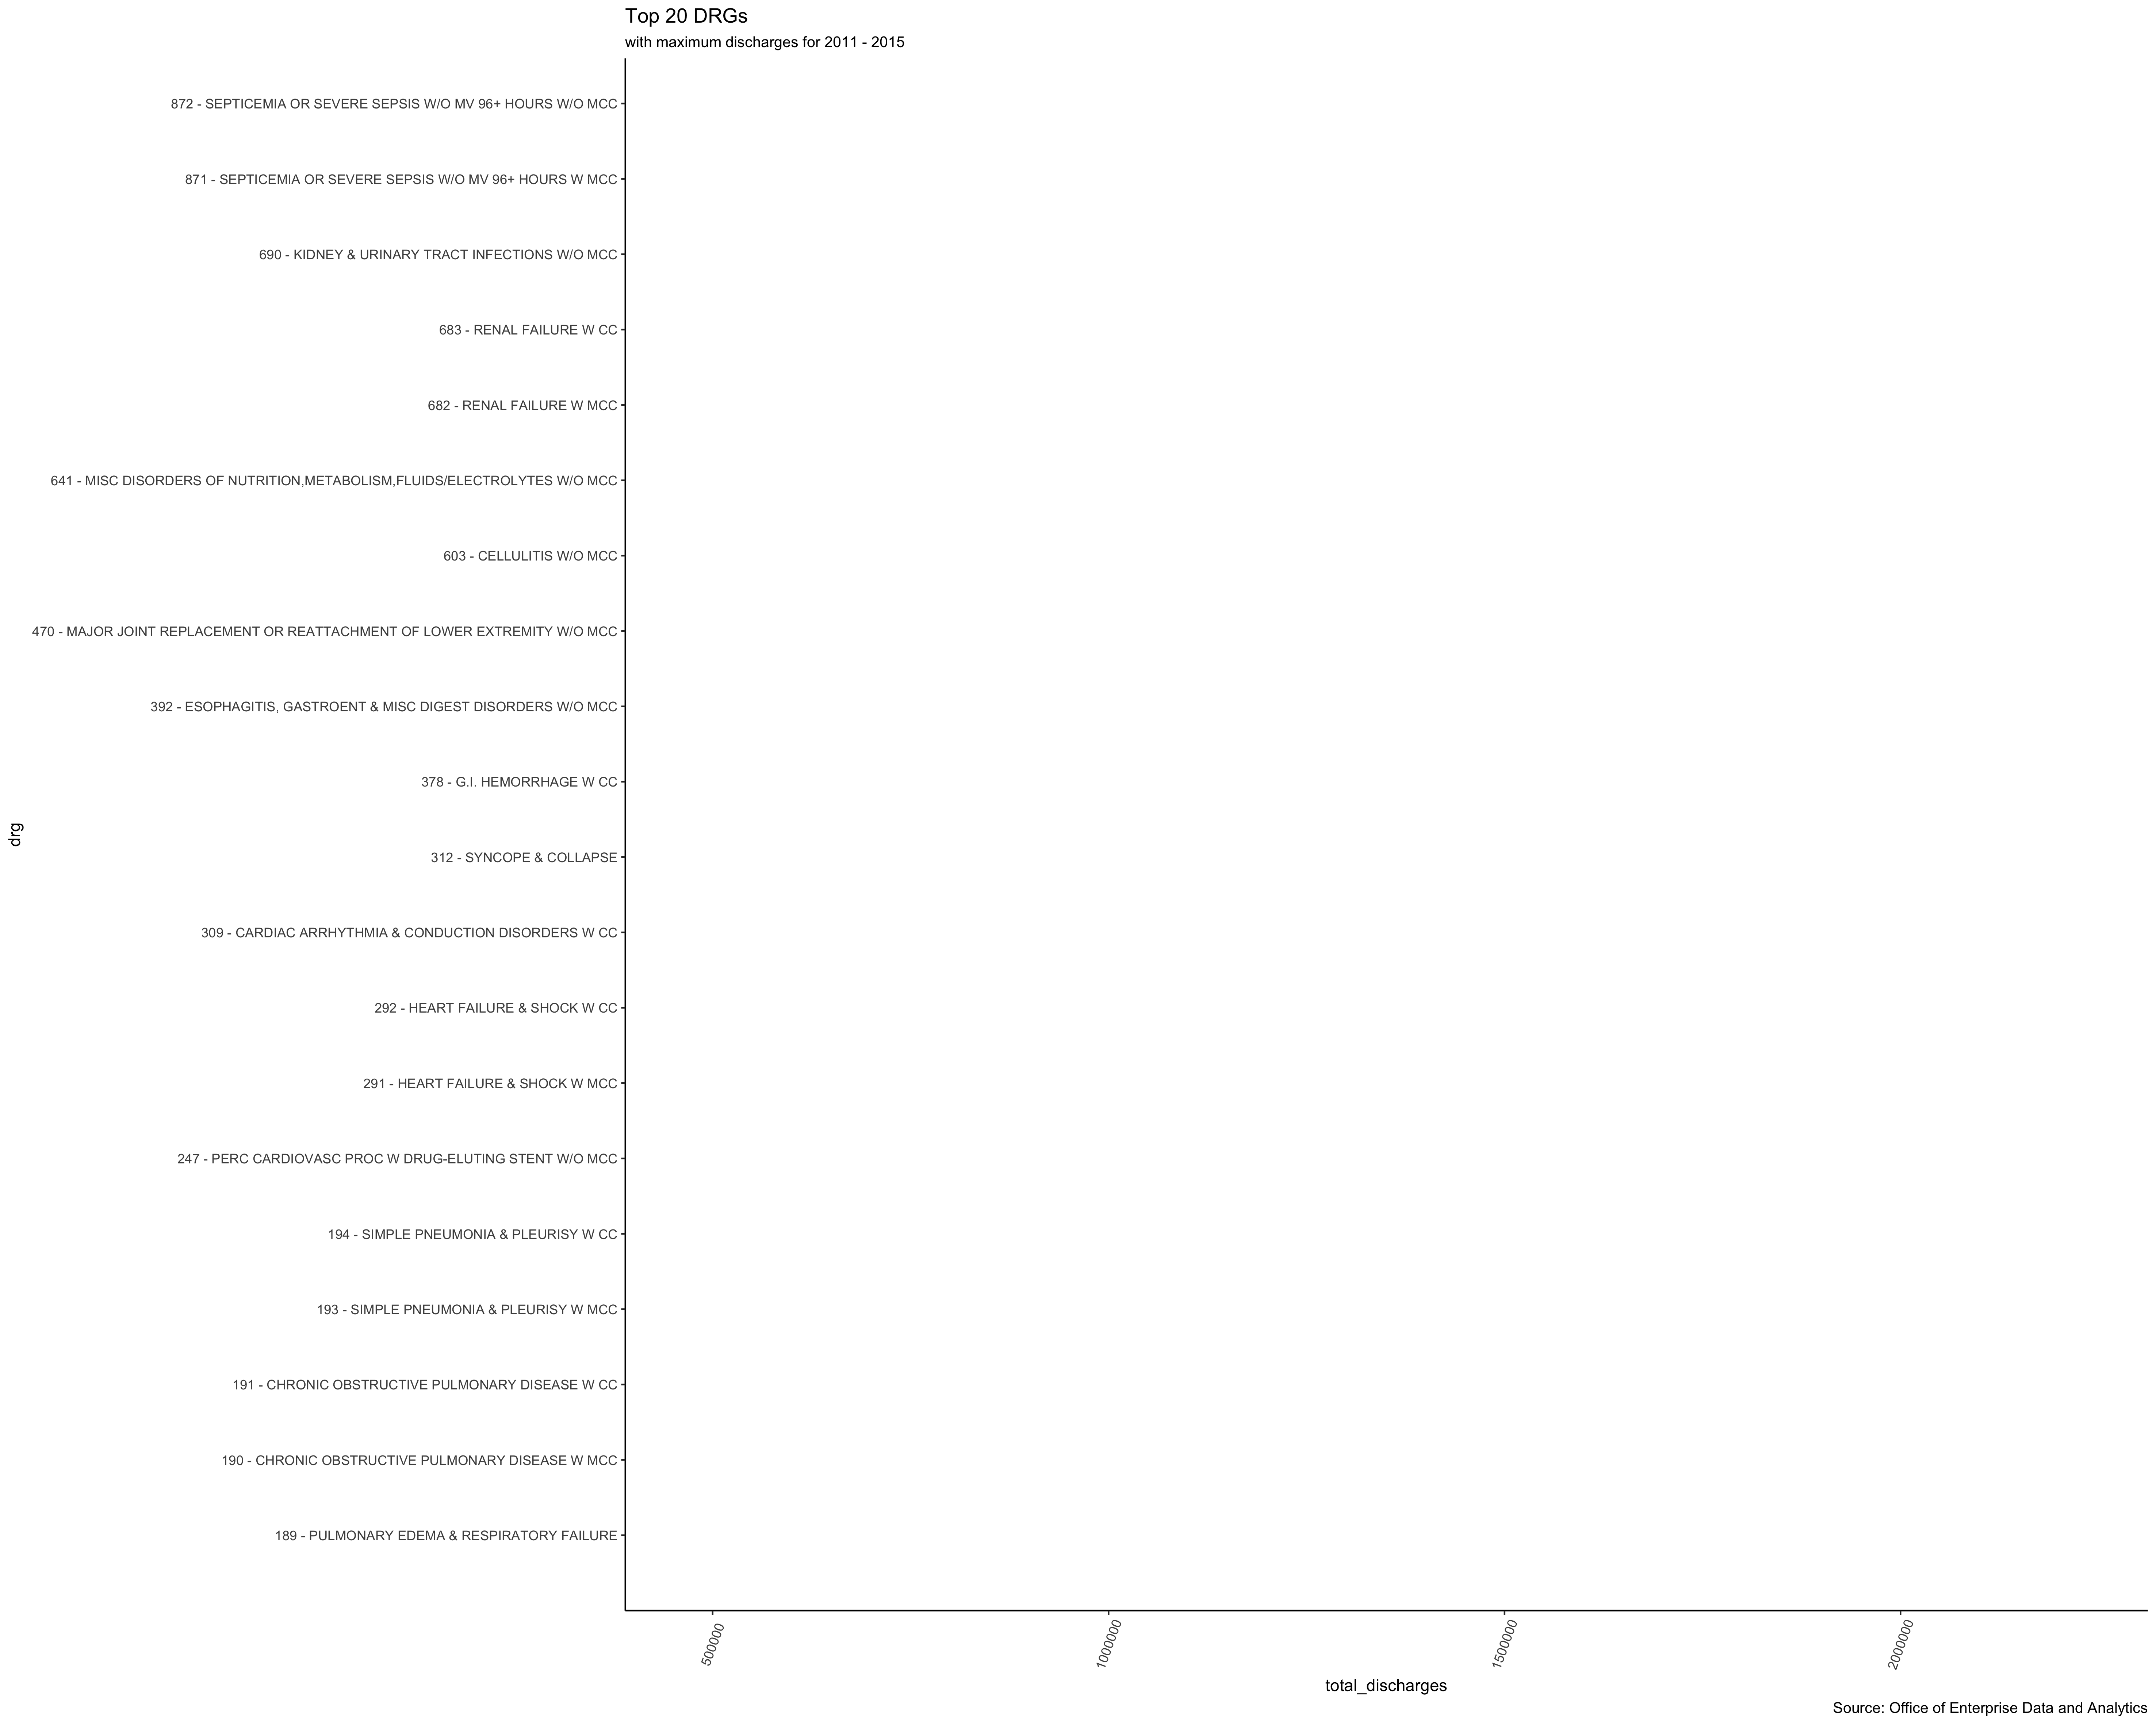 Top 20 DRGs
with maximum discharges for 2011 - 2015
872 - SEPTICEMIA OR SEVERE SEPSIS W/O MV 96+ HOURS W/O MCC
871 - SEPTICEMIA OR SEVERE SEPSIS W/O MV 96+ HOURS W MCC
690 - KIDNEY & URINARY TRACT INFECTIONS W/O MCC
683 - RENAL FAILURE W CC
682 - RENAL FAILURE W MCC
641 - MISC DISORDERS OF NUTRITION,METABOLISM,FLUIDS/ELECTROLYTES W/O MCC
603 - CELLULITIS W/O MCC
470 - MAJOR JOINT REPLACEMENT OR REATTACHMENT OF LOWER EXTREMITY W/O MCC
392 - ESOPHAGITIS, GASTROENT & MISC DIGEST DISORDERS W/O MCC
378 - G.I. HEMORRHAGE W CC
drg
312 - SYNCOPE & COLLAPSE
309 - CARDIAC ARRHYTHMIA & CONDUCTION DISORDERS W CC
292 - HEART FAILURE & SHOCK W CC
291 - HEART FAILURE & SHOCK W MCC
247 - PERC CARDIOVASC PROC W DRUG-ELUTING STENT W/O MCC
194 - SIMPLE PNEUMONIA & PLEURISY W CC
193 - SIMPLE PNEUMONIA & PLEURISY W MCC
191 - CHRONIC OBSTRUCTIVE PULMONARY DISEASE W CC
190 - CHRONIC OBSTRUCTIVE PULMONARY DISEASE W MCC
189 - PULMONARY EDEMA & RESPIRATORY FAILURE
500000
1000000
1500000
2000000
total_discharges
Source: Office of Enterprise Data and Analytics